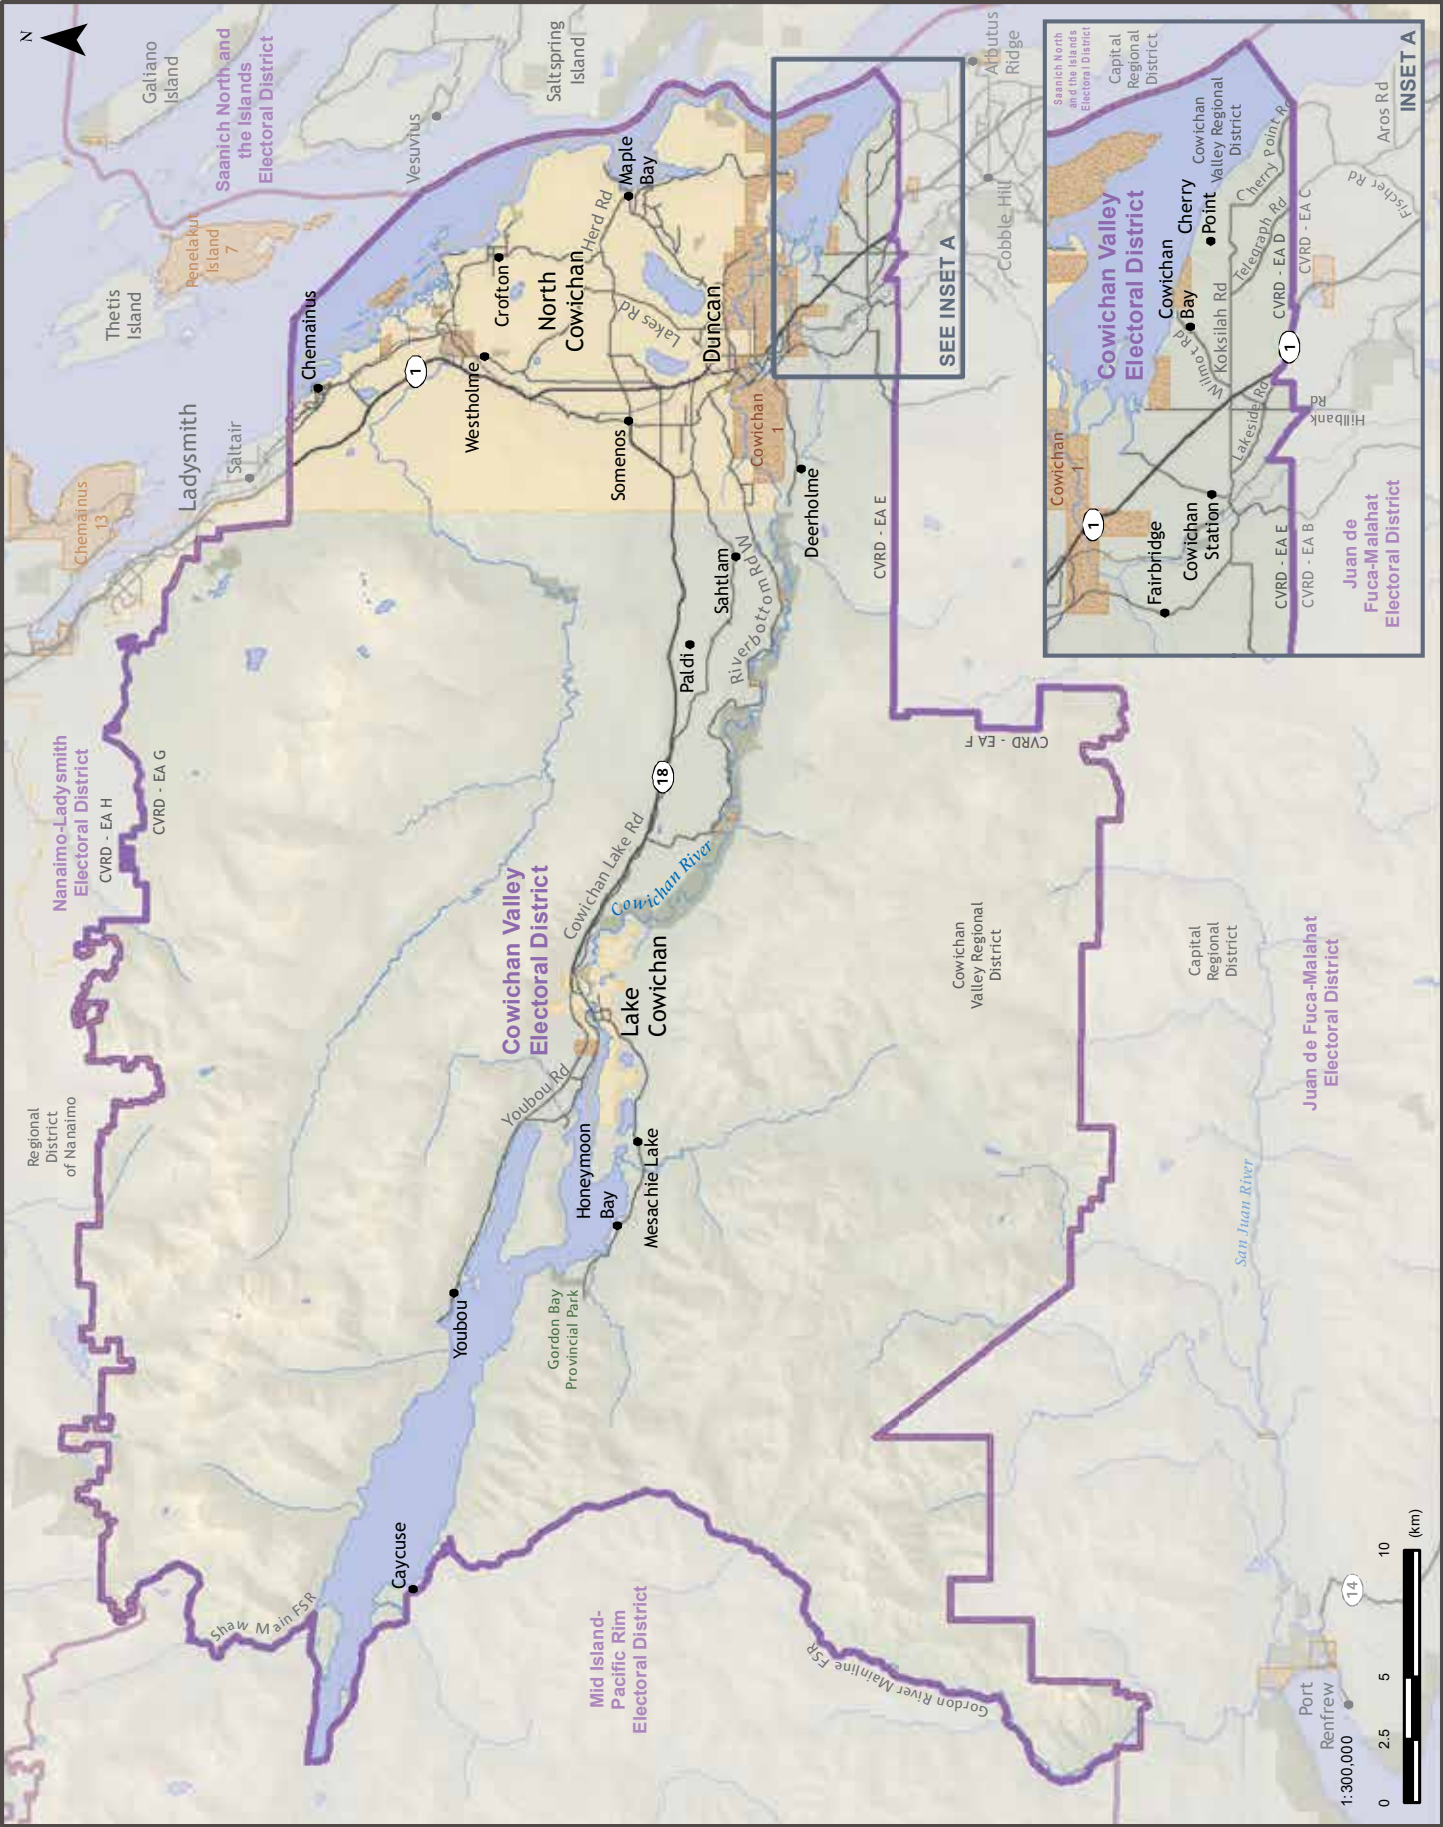 N
Galiano
Island
Saanich North and
the Islands
Electoral District
Saltspring
Island
Arbutus
Ridge
Vesuvius
Thetis
Island
Penelakut
Island
7
Chemainus
13
Ladysmith
Saltair
Chemainus
1
Westholme
Crofton
North
Cowichan
Herd Rd
Maple
Bay
Lakes Rd
Duncan
Somenos
Cowichan
1
Deerholme
Cobble Hill
SEE INSET A
CVRD - EA E
Sahtlam
Riverbottom Rd W
Paldi
18
Nanaimo-Ladysmith
Electoral District
CVRD - EA H
CVRD - EA G
CVRD - EA F
Cowichan Valley
Electoral District
Cowichan Lake Rd
Cowichan River
Lake
Cowichan
Cowichan
Valley Regional
District
Capital
Regional
District
Juan de Fuca-Malahat
Electoral District
Regional
District
of Nanaimo
Youbou Rd
Honeymoon
Bay
Mesachie Lake
Youbou
Gordon Bay
Provincial Park
San Juan River
Caycuse
Shaw Main FSR
Mid Island-
Pacific Rim
Electoral District
Gordon River Mainline FSR
Port
Renfrew
14
1:300,000
0
2.5
5
10
(km)
Saanich North
and the Islands
Electoral District
Capital
Regional
District
Cowichan Valley
Electoral District
Cowichan
Valley Regional
District
Cherry
Point
Cherry Point Rd
Cowichan
Bay
Telegraph Rd
Koksilah Rd
Wilmot Rd
Lakeside Rd
Hillbank
Rd
CVRD - EA D
CVRD - EA C
Fischer Rd
Aros Rd
Cowichan
1
1
1
Fairbridge
Cowichan
Station
CVRD - EA E
CVRD - EA B
Juan de
Fuca-Malahat
Electoral District
INSET A